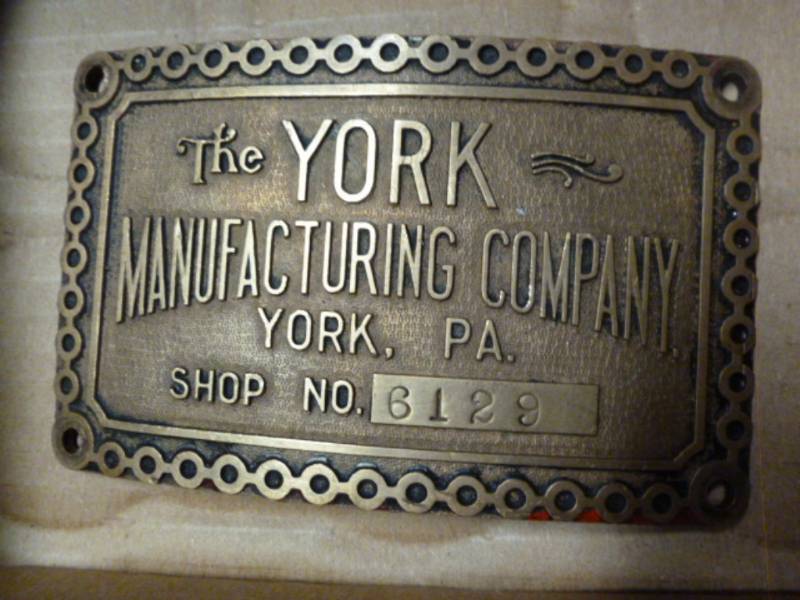 The YORK
MANUFACTURING COMPANY.
YORK, PA.
SHOP NO. 6129